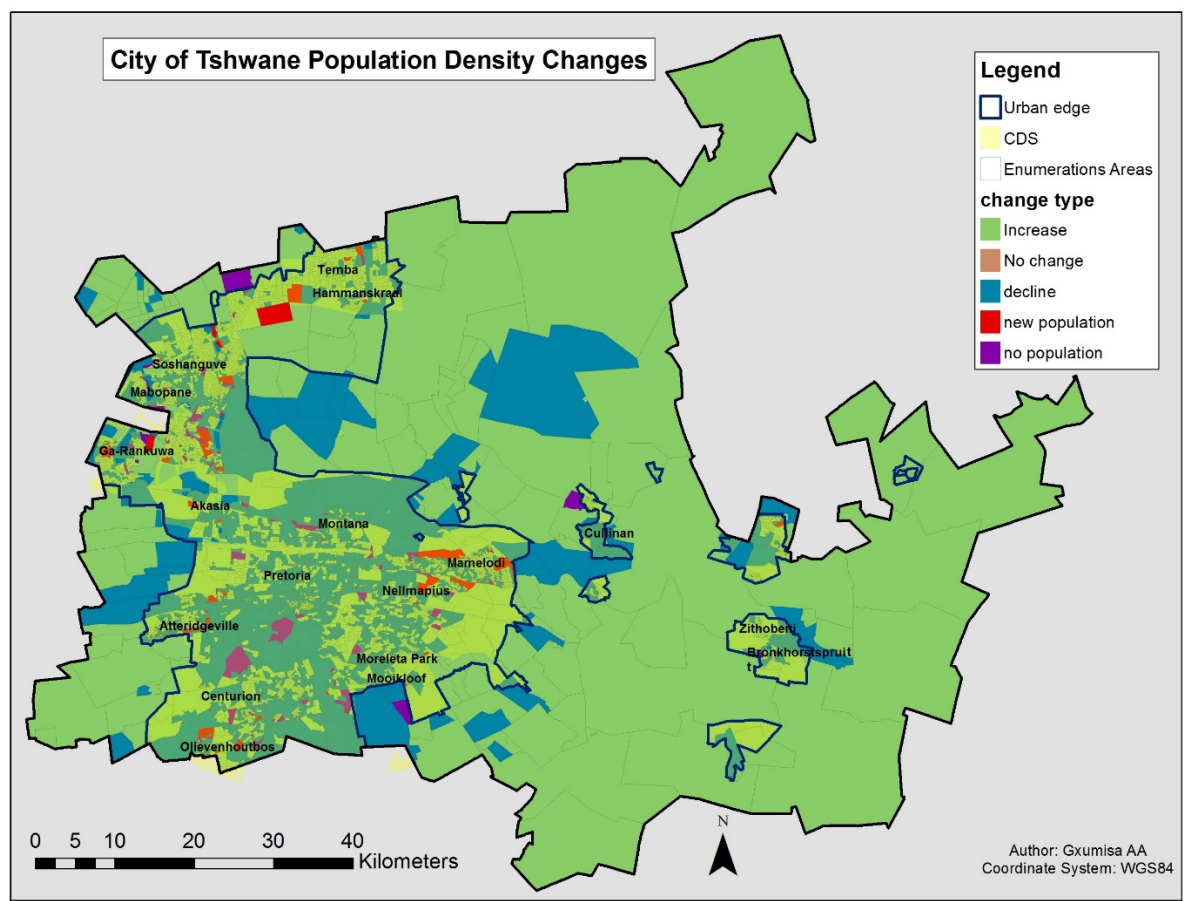 City of Tshwane Population Density Changes
Legend
Urban edge
CDS
Enumerations Areas
change type
Increase
No change
decline
new population
no population
Temba
Hammanskraal
Soshanguve
Mabopane
Ga-Rankuwa
Akasia
Montana
Cullinan
Mamelodi
Pretoria
Nellmapius
Atteridgeville
Zithobeni
Bronkhorstspruit
t
Moreleta Park
Mooikloof
Centurion
Olievenhoutbos
N
0 5 10 20 30 40
Kilometers
Author: Gxumisa AA
Coordinate System: WGS84